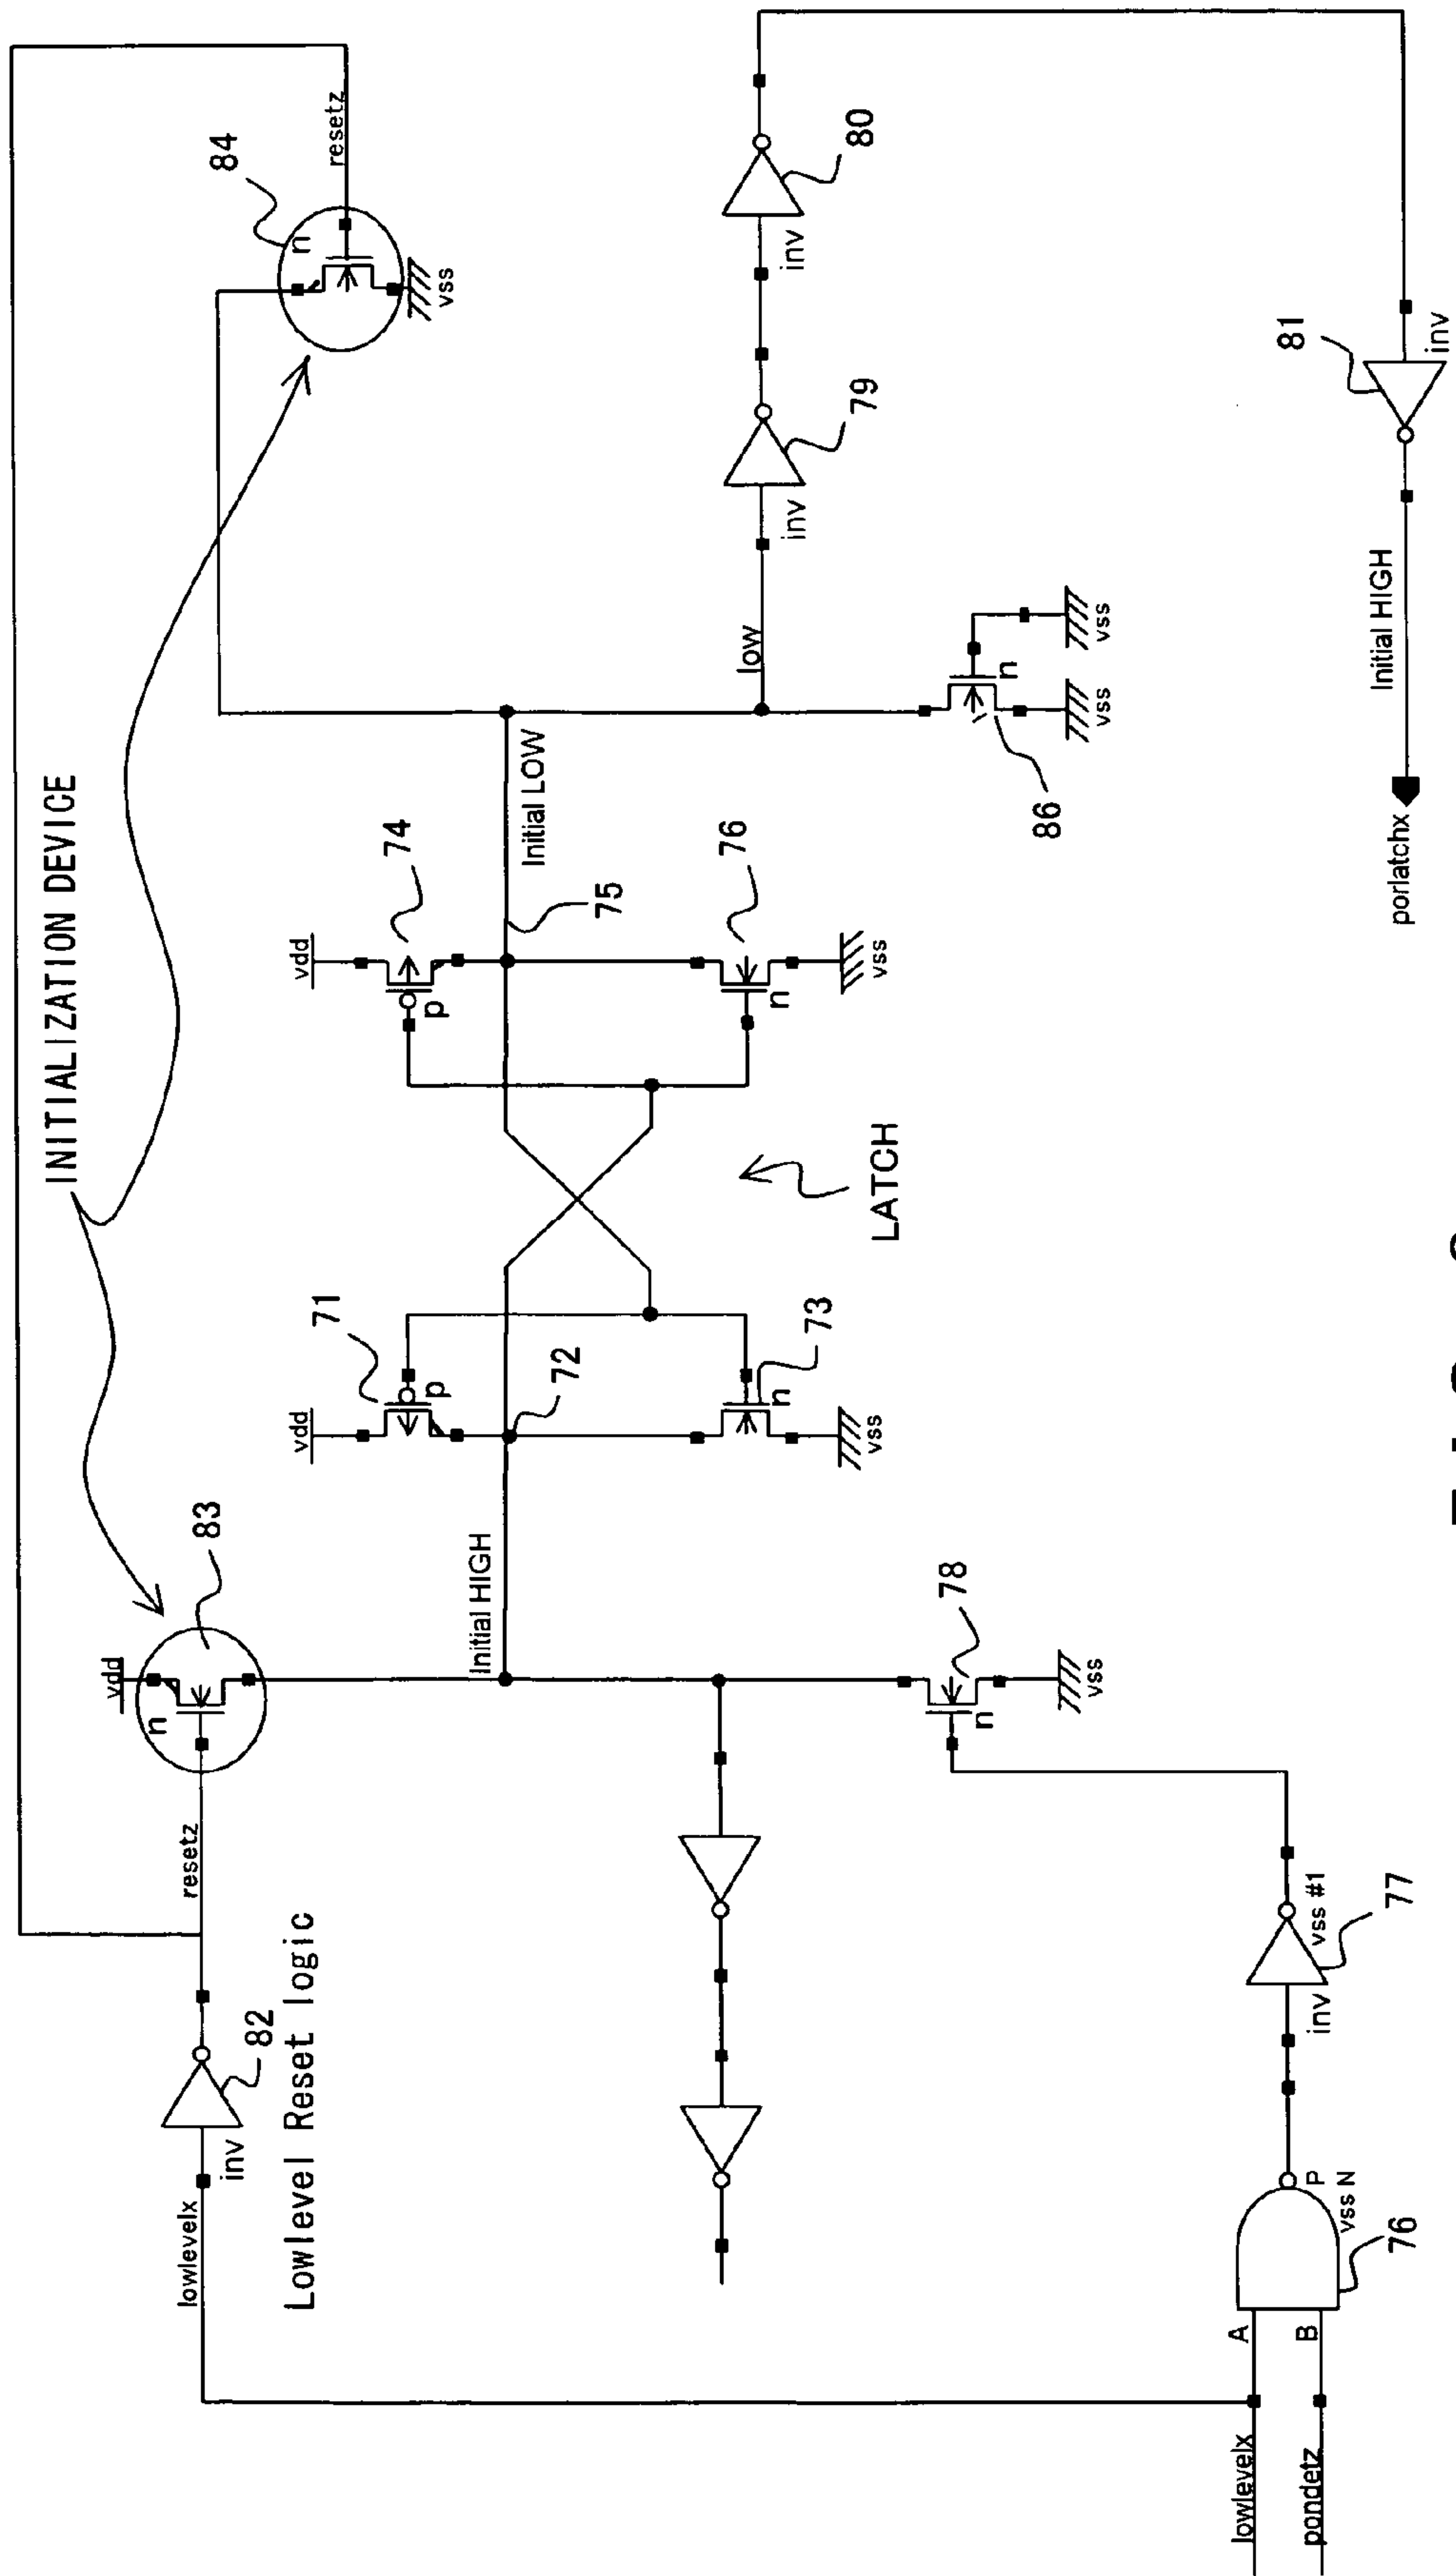 INITIALIZATION DEVICE
vdd
n
83
lowlevelx
inv
82
resetz
84
n
resetz
vss
Lowlevel Reset logic
vdd
71
p
vdd
74
p
Initial HIGH
72
75
Initial LOW
low
73
n
vss
76
n
vss
LATCH
inv
79
inv
80
78
n
vss
86
n
vss
vss
lowlevelx
A
pondetz
B
P
vss N
76
inv
vss #1
77
81
inv
Initial HIGH
porlatchx